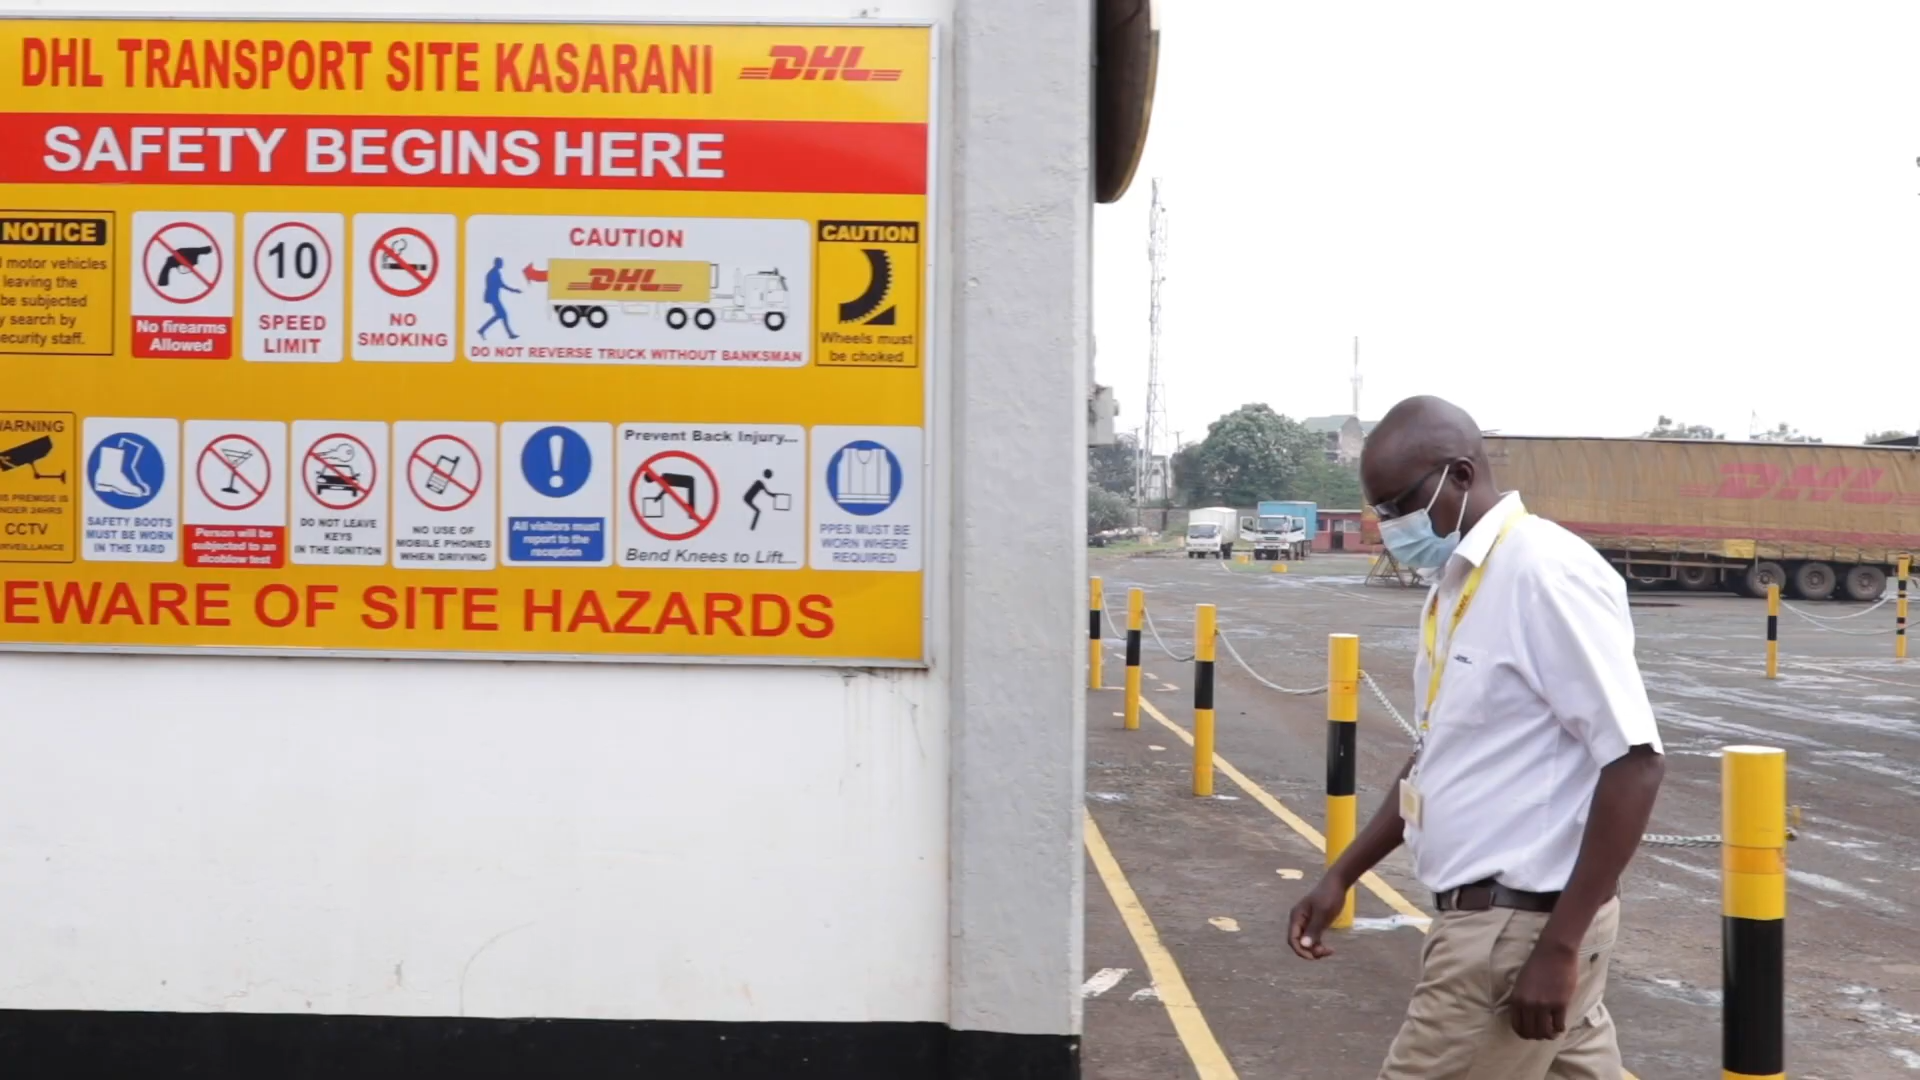 DHL TRANSPORT SITE KASARANI
DHL
SAFETY BEGINS HERE
NOTICE
motor vehicles
leaving the
be subjected
search by
staff.
No firearms
Allowed
10
SPEED
LIMIT
NO
SMOKING
CAUTION
DHL
DO NOT REVERSE TRUCK WITHOUT BANKSMAN
CAUTION
Wheels must
be choked
ARNING
PREMISE IS
24HRS
CCTV
SAFETY BOOTS
MUST BE WORN
IN THE YARD
Person will be
subjected to an
alcoblow test
DO NOT LEAVE
KEYS
IN THE IGNITION
NO USE OF
MOBILE PHONES
WHEN DRIVING
All visitors must
report to the
reception
Prevent Back Injury...
Bend Knees to Lift...
PPES MUST BE
WORN WHERE
REQUIRED
EWARE OF SITE HAZARDS
DHL